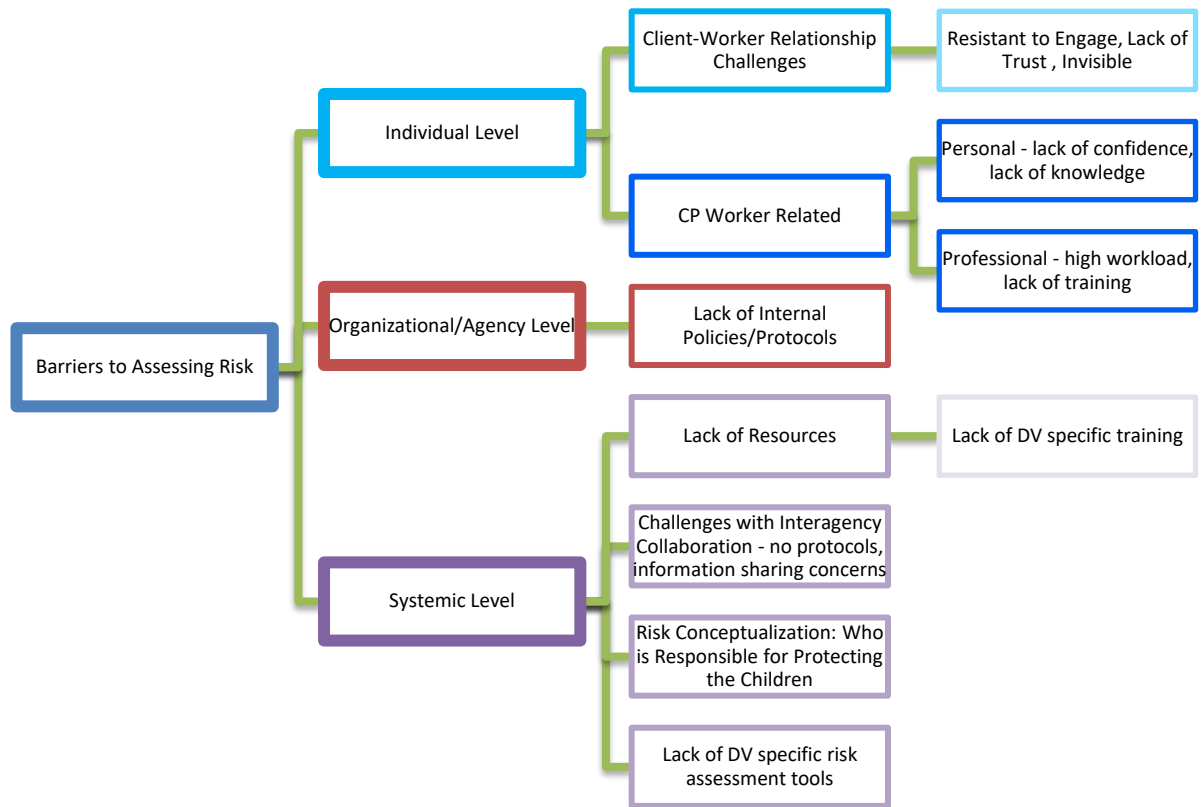 Barriers to Assessing Risk
Individual Level
Client-Worker Relationship
Challenges
Resistant to Engage, Lack of
Trust , Invisible
CP Worker Related
Personal - lack of confidence,
lack of knowledge
Professional - high workload,
lack of training
Organizational/Agency Level
Lack of Internal
Policies/Protocols
Systemic Level
Lack of Resources
Lack of DV specific training
Challenges with Interagency
Collaboration - no protocols,
information sharing concerns
Risk Conceptualization: Who
is Responsible for Protecting
the Children
Lack of DV specific risk
assessment tools